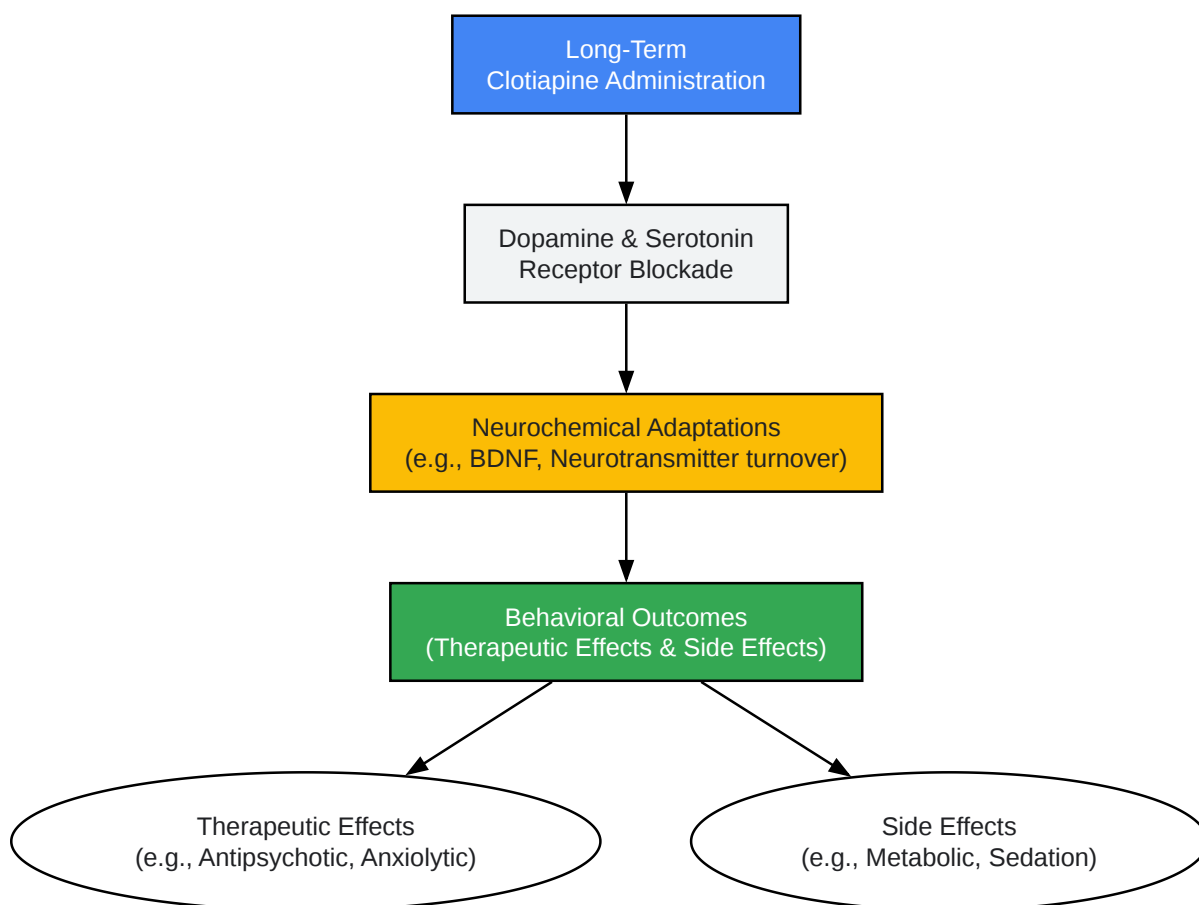 Long-Term
Clotiapine Administration
Dopamine & Serotonin
Receptor Blockade
Neurochemical Adaptations
(e.g., BDNF, Neurotransmitter turnover)
Behavioral Outcomes
(Therapeutic Effects & Side Effects)
Therapeutic Effects
(e.g., Antipsychotic, Anxiolytic)
Side Effects
(e.g., Metabolic, Sedation)